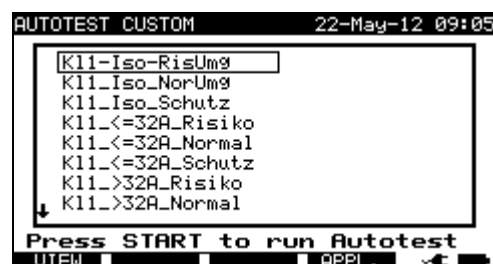 AUTOTEST CUSTOM 22-May-12 09:05
Kl1-Iso-RisUmg
Kl1_Iso_NorUmg
Kl1_Iso_Schutz
Kl1_<=32A_Risiko
Kl1_<=32A_Normal
Kl1_<=32A_Schutz
Kl1_>32A_Risiko
Kl1_>32A_Normal
Press START to run Autotest
VIEW APPL.